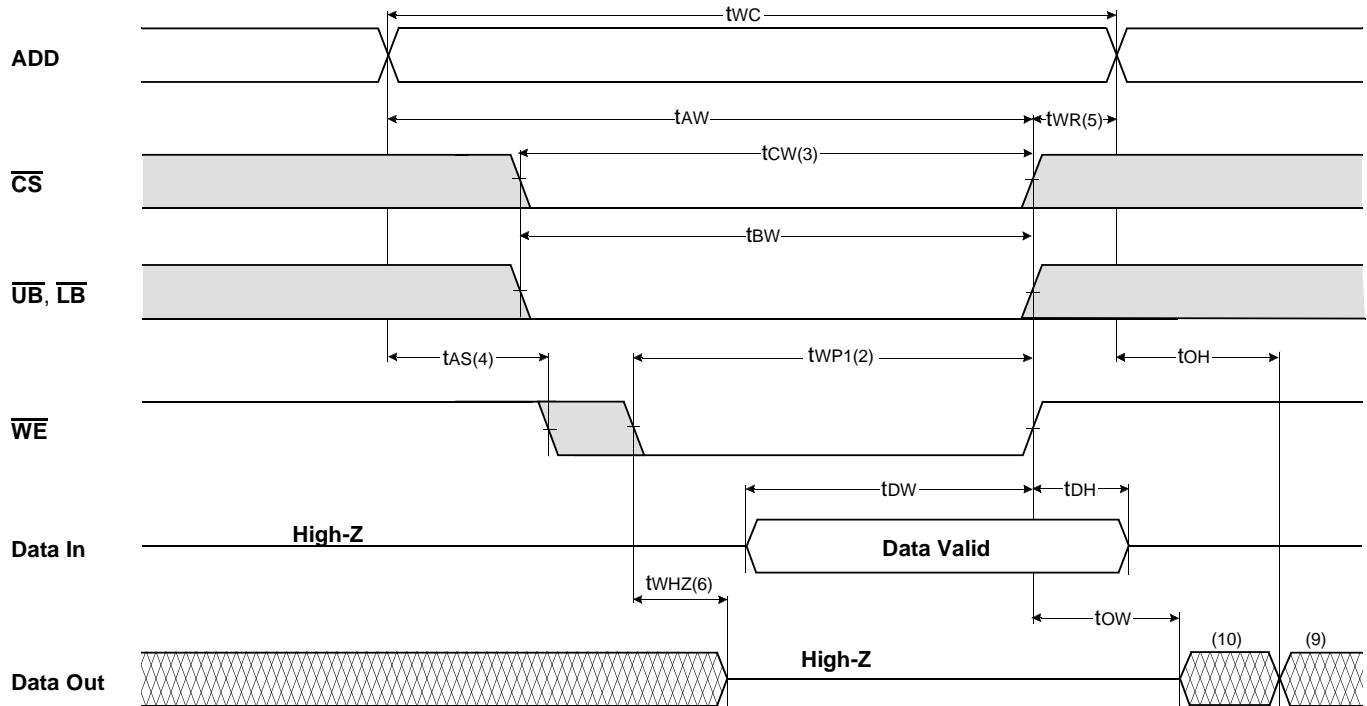 tWC
ADD
tAW
tWR(5)
tCW(3)
CS
tBW
UB, LB
tAS(4)
tWP1(2)
tOH
WE
tDW
tDH
High-Z
Data In
Data Valid
tWHZ(6)
tOW
(10)
(9)
High-Z
Data Out